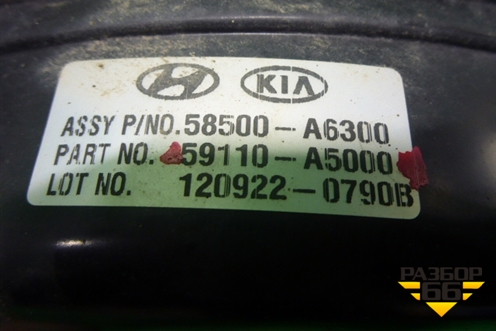 KIA
ASSY P/NO. 58500-A6300
PART NO. 59110-A5000
LOT NO. 120922-0790B
РАЗБОР
66